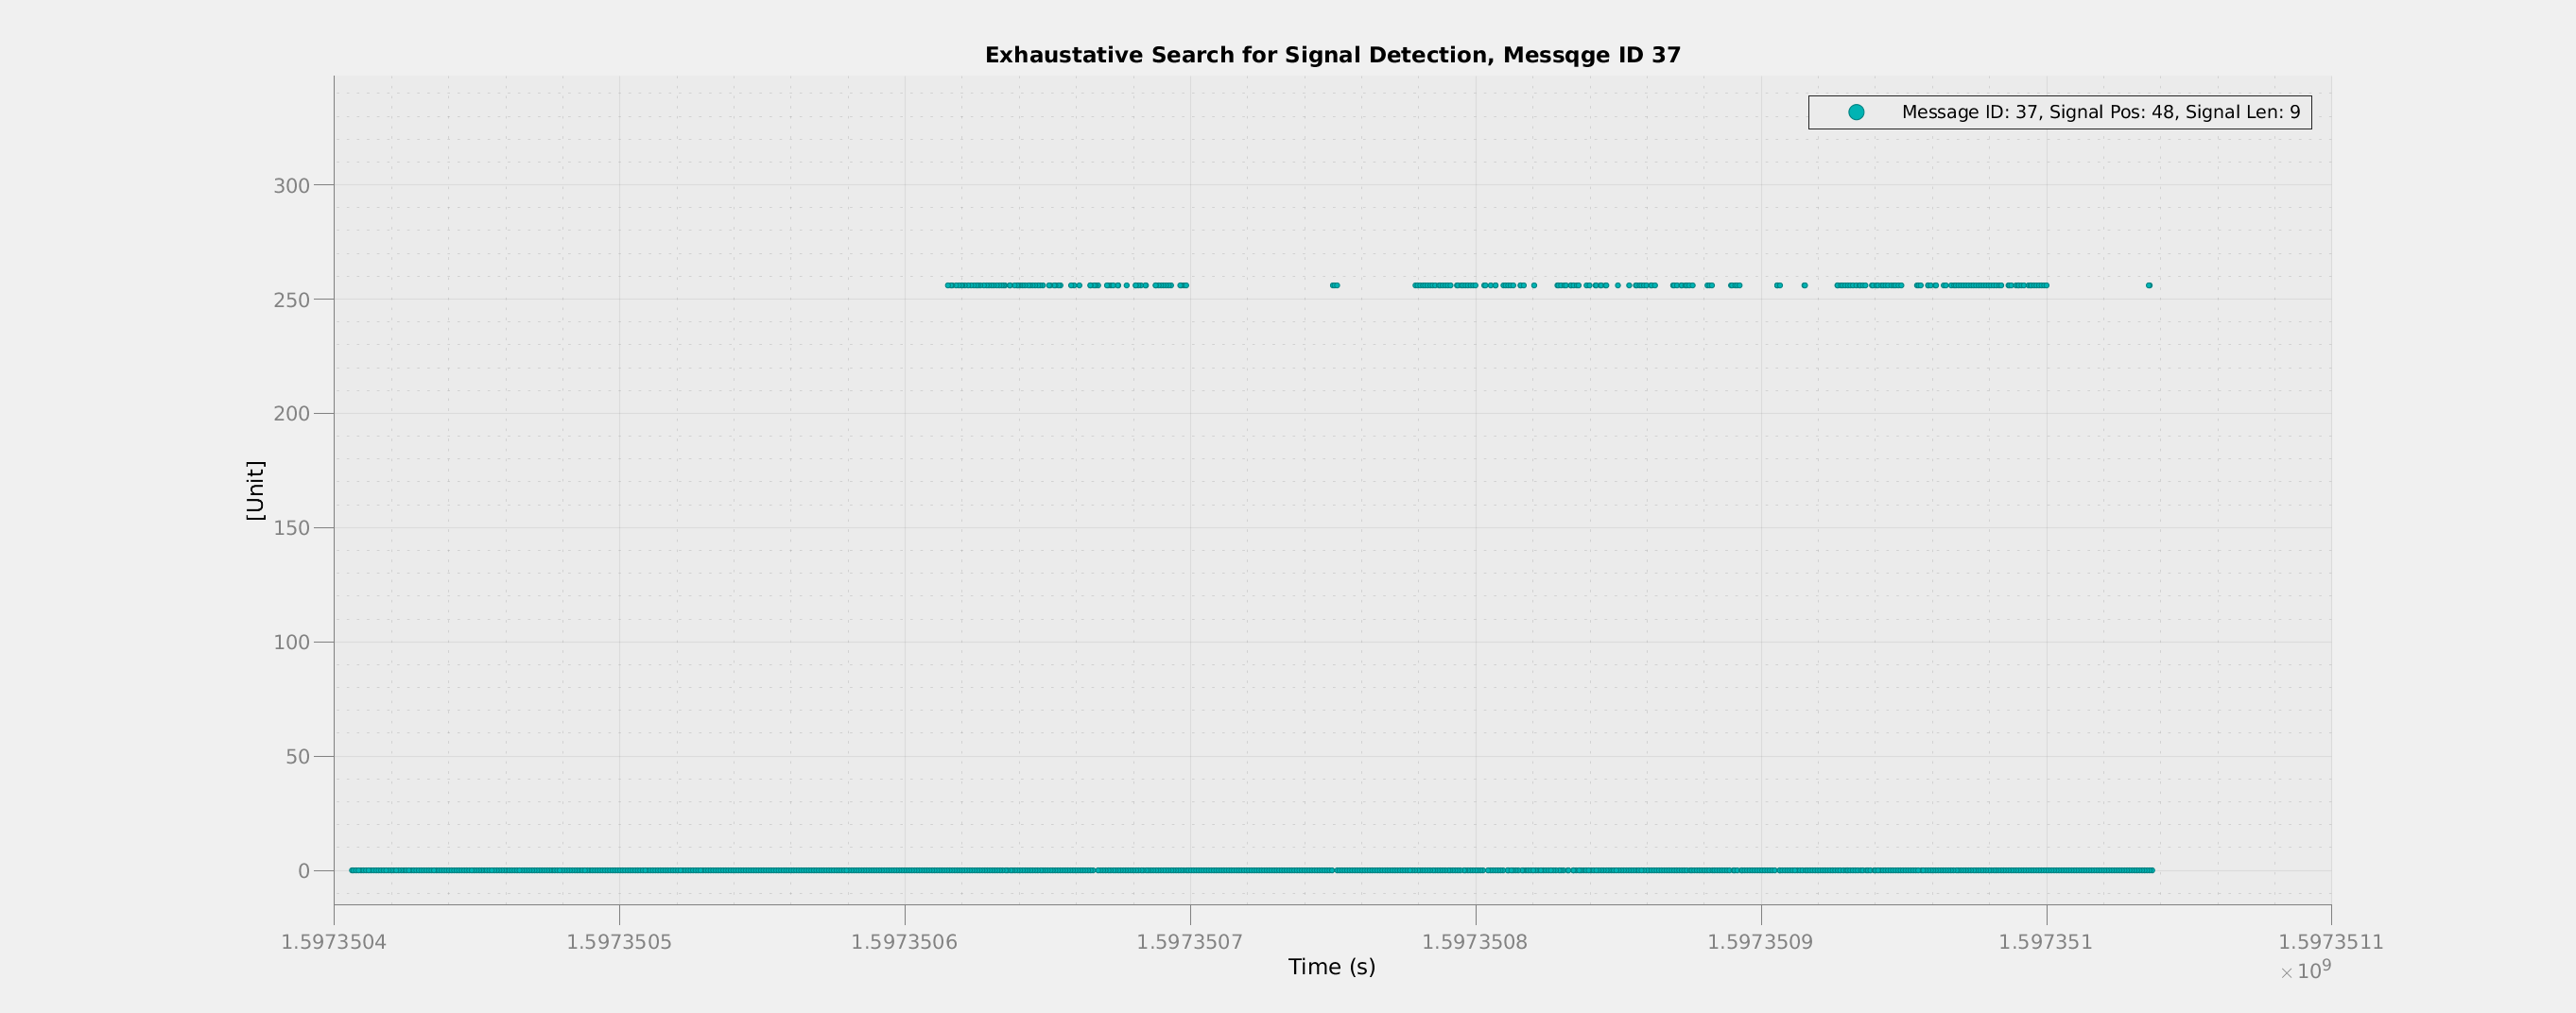 Exhaustative Search for Signal Detection, Messqge ID 37
Message ID: 37, Signal Pos: 48, Signal Len: 9
300
250
200
150
100
50
0
[Unit]
1.5973504 1.5973505 1.5973506 1.5973507 1.5973508 1.5973509 1.597351 1.5973511
Time (s)
×10⁹